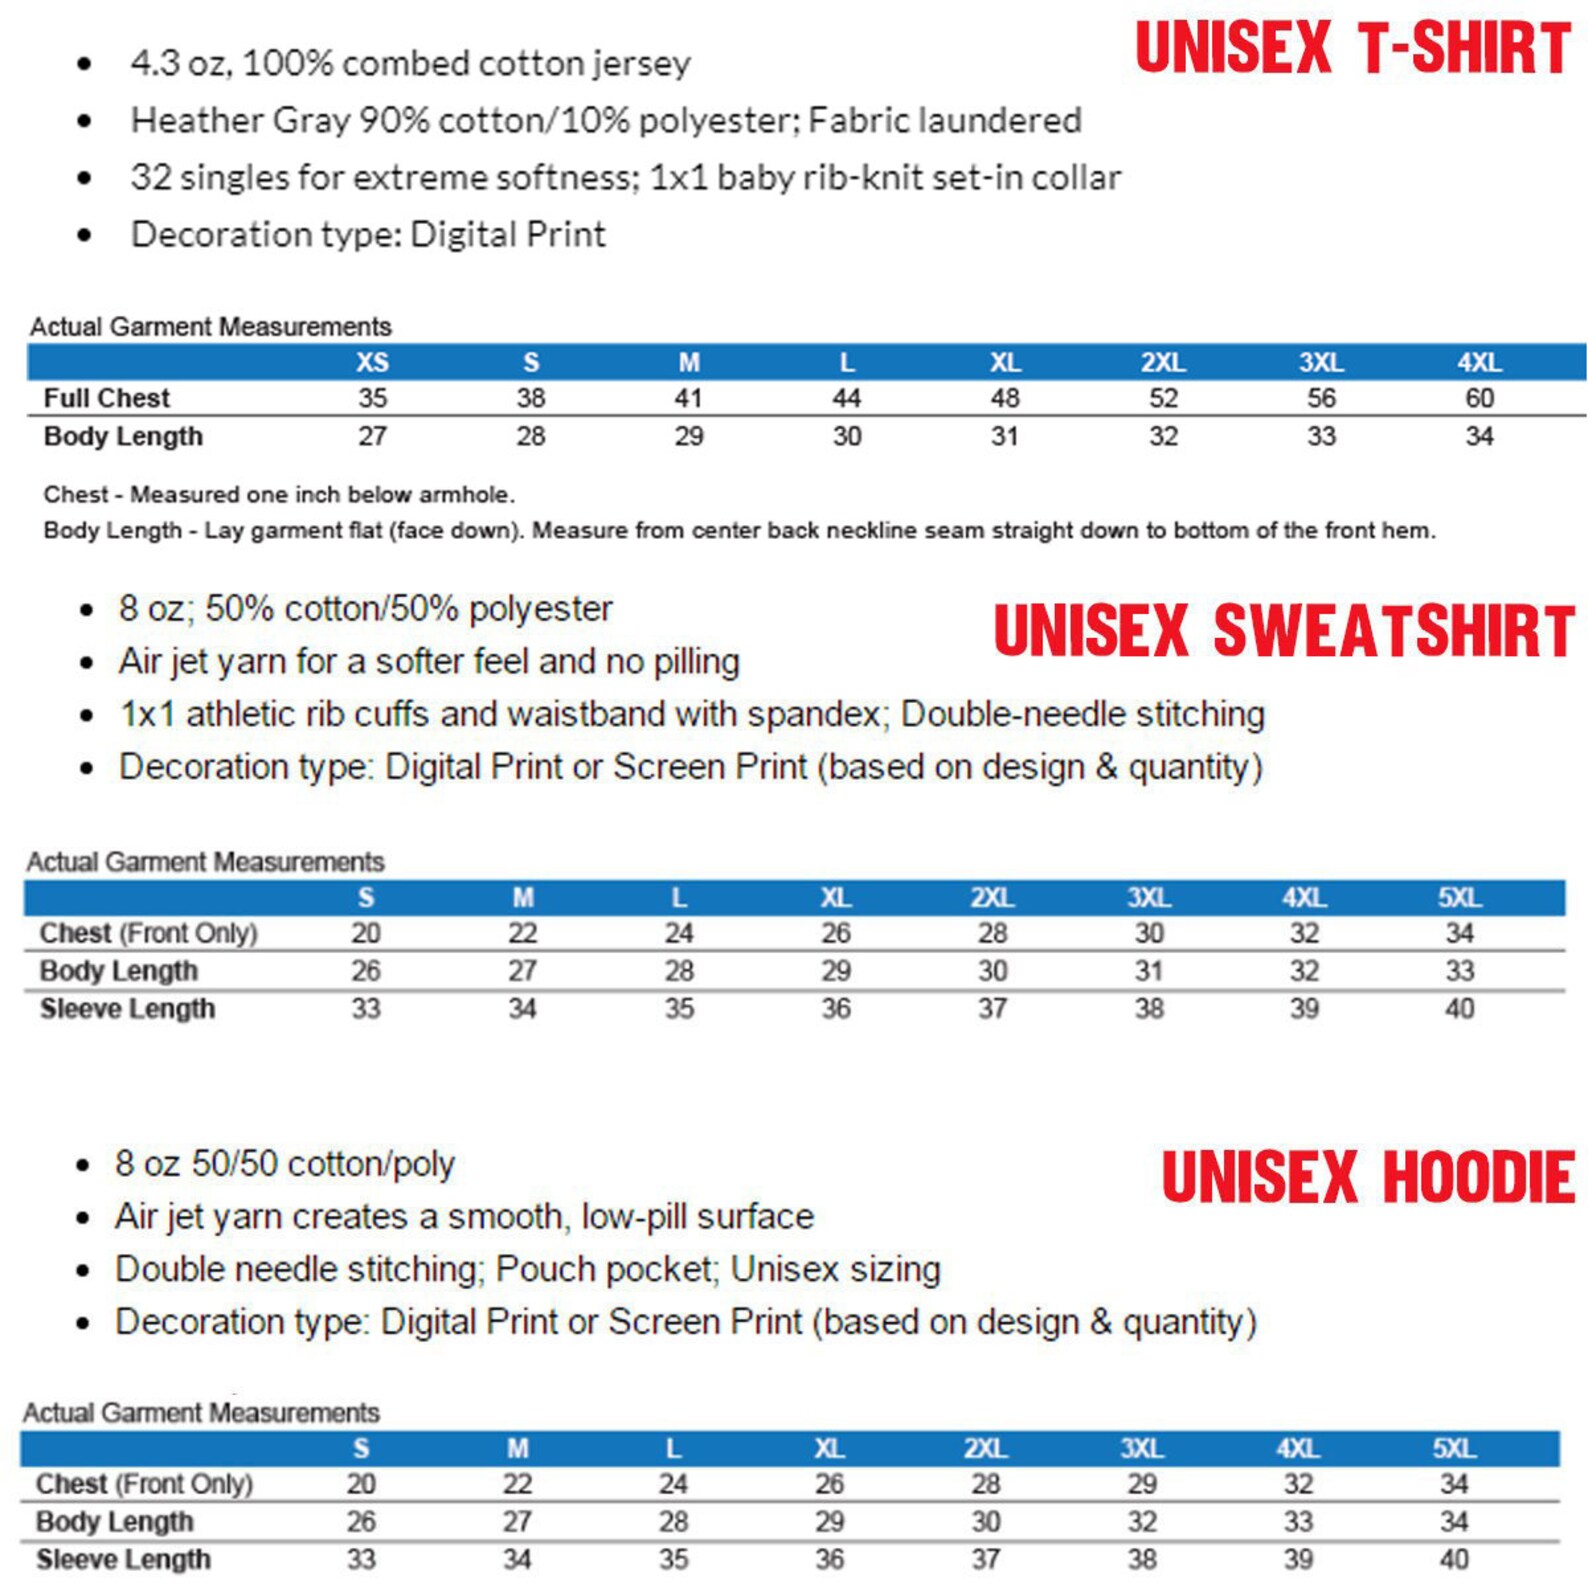 UNISEX T-SHIRT
• 4.3 oz, 100% combed cotton jersey
• Heather Gray 90% cotton/10% polyester; Fabric laundered
• 32 singles for extreme softness; 1x1 baby rib-knit set-in collar
• Decoration type: Digital Print
Actual Garment Measurements
XS S M L XL 2XL 3XL 4XL
Full Chest 35 38 41 44 48 52 56 60
Body Length 27 28 29 30 31 32 33 34
Chest - Measured one inch below armhole.
Body Length - Lay garment flat (face down). Measure from center back neckline seam straight down to bottom of the front hem.
UNISEX SWEATSHIRT
• 8 oz; 50% cotton/50% polyester
• Air jet yarn for a softer feel and no pilling
• 1x1 athletic rib cuffs and waistband with spandex; Double-needle stitching
• Decoration type: Digital Print or Screen Print (based on design & quantity)
Actual Garment Measurements
S M L XL 2XL 3XL 4XL 5XL
Chest (Front Only) 20 22 24 26 28 30 32 34
Body Length 26 27 28 29 30 31 32 33
Sleeve Length 33 34 35 36 37 38 39 40
UNISEX HOODIE
• 8 oz 50/50 cotton/poly
• Air jet yarn creates a smooth, low-pill surface
• Double needle stitching; Pouch pocket; Unisex sizing
• Decoration type: Digital Print or Screen Print (based on design & quantity)
Actual Garment Measurements
S M L XL 2XL 3XL 4XL 5XL
Chest (Front Only) 20 22 24 26 28 29 32 34
Body Length 26 27 28 29 30 32 33 34
Sleeve Length 33 34 35 36 37 38 39 40